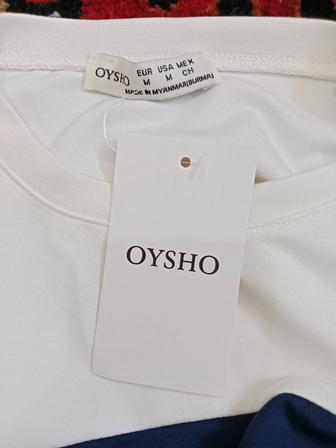 OYSHO
EUR USA MEX
M M CH
MADE IN MYANMAR(BURMA)
OYSHO